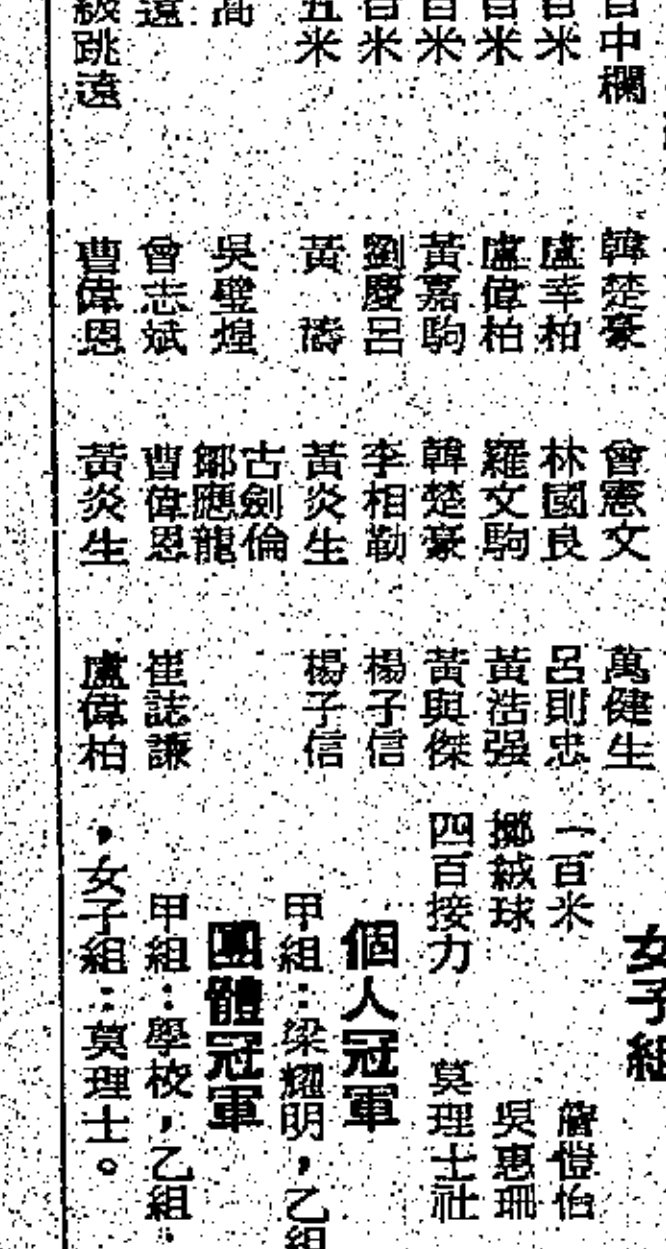 百中欄 韓楚豪 曾憲文 萬健生
百米 盧幸柏 林國良 呂則忠
百米 盧偉柏 羅文駒 黃浩强
百米 黃嘉駒 韓楚豪 黃與傑
百米 劉慶呂 李相勸 楊子信
五米 黃濤 黃炎生 楊子信
高 吳璧煌 古劍倫
鄒應龍
遠 曾志斌 曹偉恩 崔誌謙
級跳遠 曹偉恩 黃炎生 盧偉柏
女子組
一百米 愷怡
擲絨球 吳惠珊
四百接力 莫理士社
個人冠軍
甲組：梁耀明，乙組
團體冠軍
甲組：學校，乙組：
，女子組：莫理士。